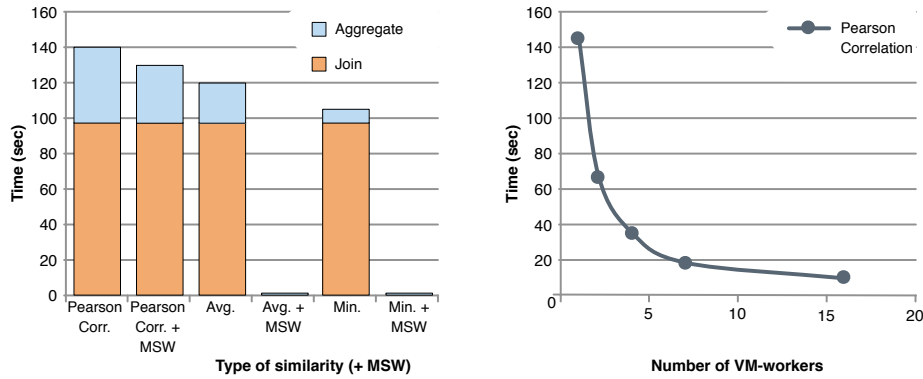 160
140
120
100
80
60
40
20
0
Time (sec)
Aggregate
Join
Pearson
Corr.
Pearson
Corr. +
MSW
Avg.
Avg. +
MSW
Min.
Min. +
MSW
Type of similarity (+ MSW)
160
140
120
100
80
60
40
20
0
Time (sec)
Pearson
Correlation
0
5
10
15
20
Number of VM-workers